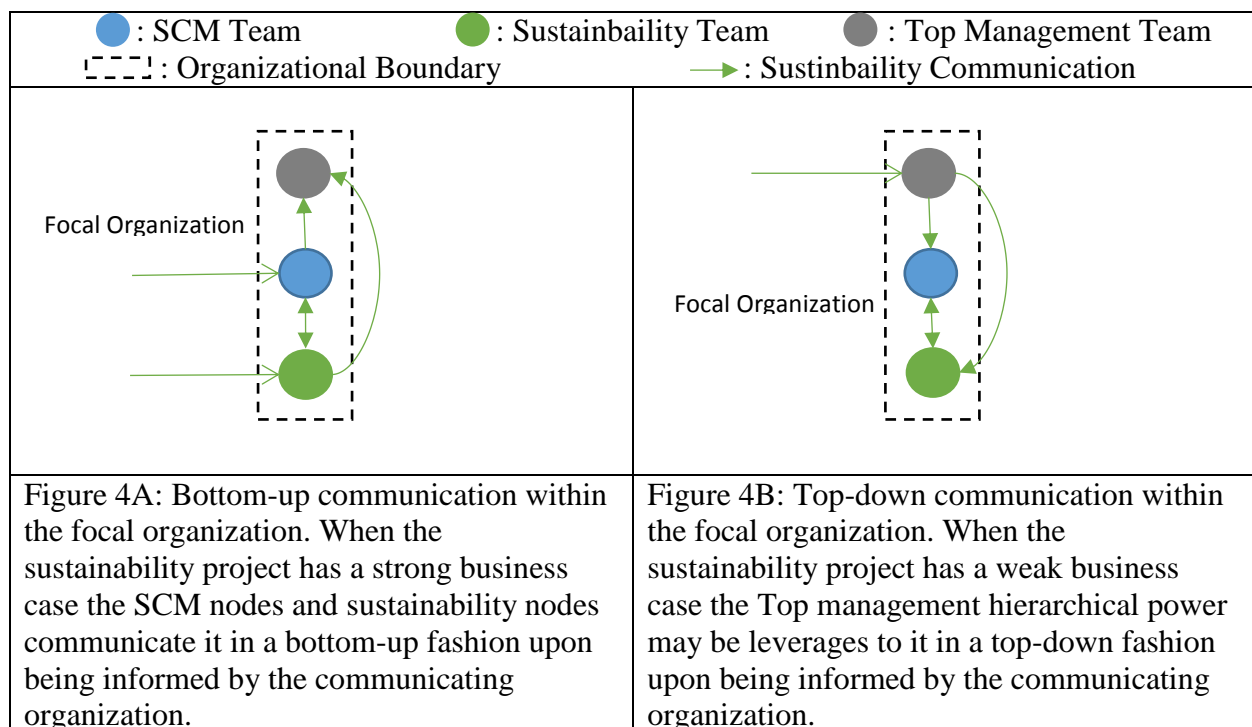 : SCM Team : Sustainbaility Team : Top Management Team
: Organizational Boundary : Sustinbaility Communication
Focal Organization
Focal Organization
Figure 4A: Bottom-up communication within
the focal organization. When the
sustainability project has a strong business
case the SCM nodes and sustainability nodes
communicate it in a bottom-up fashion upon
being informed by the communicating
organization.
Figure 4B: Top-down communication within
the focal organization. When the
sustainability project has a weak business
case the Top management hierarchical power
may be leverages to it in a top-down fashion
upon being informed by the communicating
organization.